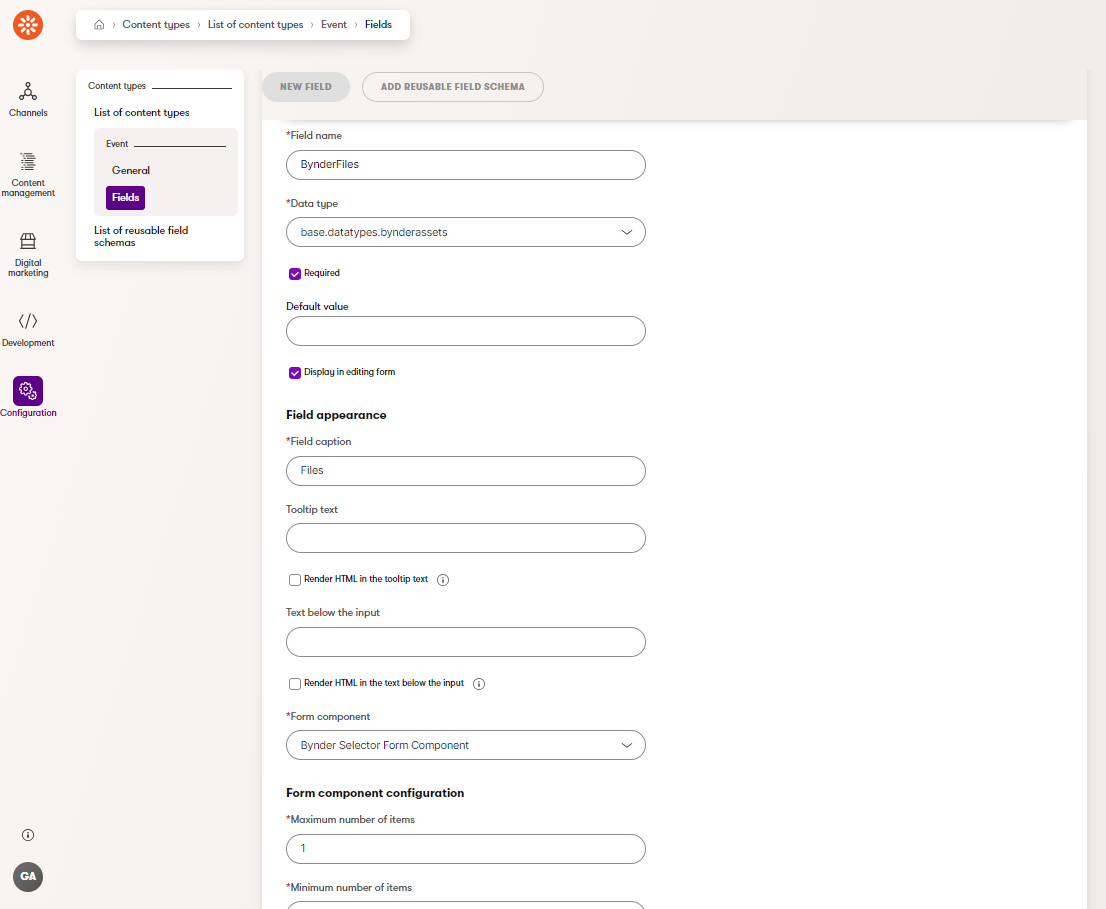 Content types › List of content types › Event › Fields
Channels
Content
management
Digital
marketing
Development
Configuration
GA
Content types
List of content types
Event
General
Fields
List of reusable field
schemas
NEW FIELD
ADD REUSABLE FIELD SCHEMA
*Field name
BynderFiles
*Data type
base.datatypes.bynderassets
Required
Default value
Display in editing form
Field appearance
*Field caption
Files
Tooltip text
Render HTML in the tooltip text
Text below the input
Render HTML in the text below the input
*Form component
Bynder Selector Form Component
Form component configuration
*Maximum number of items
1
*Minimum number of items